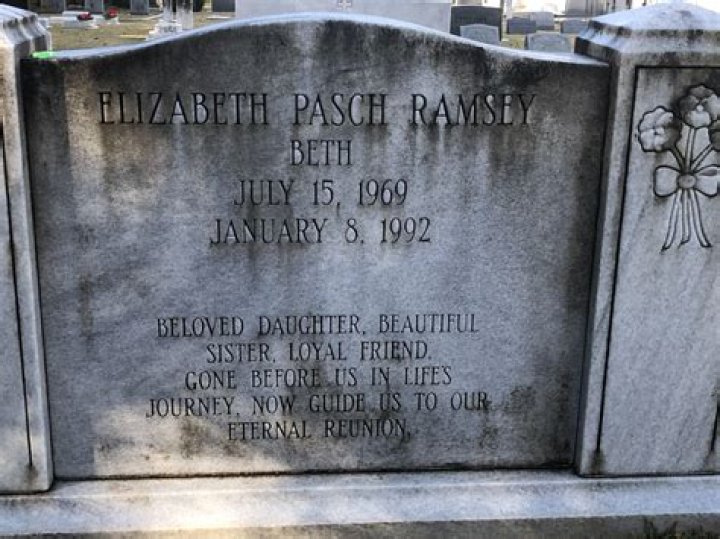 ELIZABETH PASCH RAMSEY
BETH
JULY 15, 1969
JANUARY 8, 1992
BELOVED DAUGHTER, BEAUTIFUL
SISTER, LOYAL FRIEND.
GONE BEFORE US IN LIFE'S
JOURNEY, NOW GUIDE US TO OUR
ETERNAL REUNION.